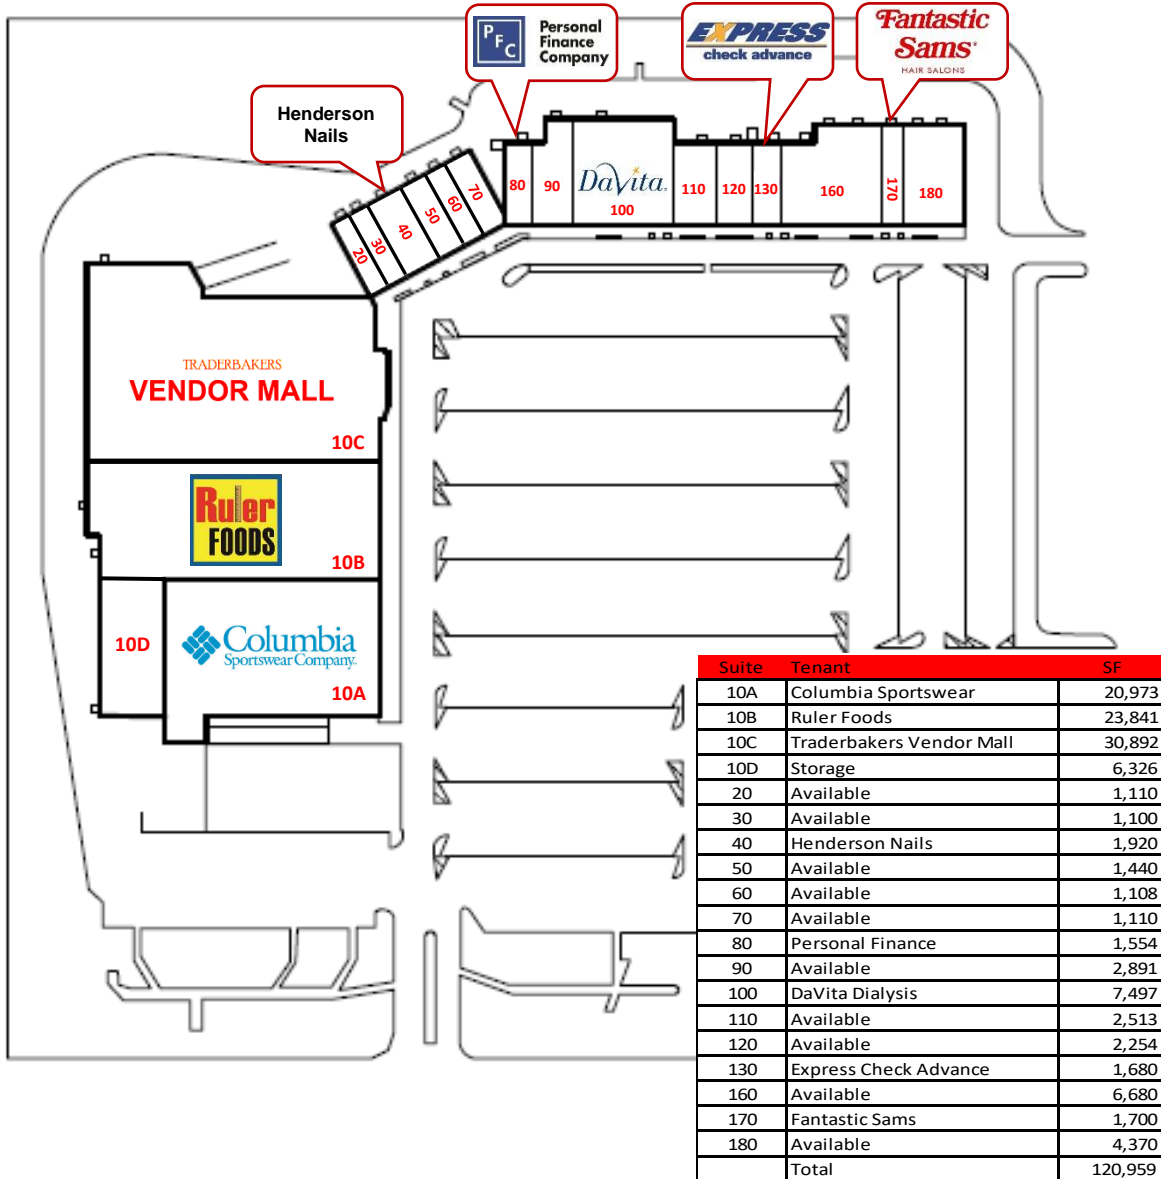 PFC Personal
Finance
Company
EXPRESS
check advance
Fantastic
Sams
HAIR SALONS
Henderson
Nails
20
30
40
50
60
70
80
90
DaVita.
100
110
120
130
160
170
180
TRADERBAKERS
VENDOR MALL
10C
Ruler
FOODS
10B
10D
Columbia
Sportswear Company.
10A
Suite Tenant SF
10A Columbia Sportswear 20,973
10B Ruler Foods 23,841
10C Traderbakers Vendor Mall 30,892
10D Storage 6,326
20 Available 1,110
30 Available 1,100
40 Henderson Nails 1,920
50 Available 1,440
60 Available 1,108
70 Available 1,110
80 Personal Finance 1,554
90 Available 2,891
100 DaVita Dialysis 7,497
110 Available 2,513
120 Available 2,254
130 Express Check Advance 1,680
160 Available 6,680
170 Fantastic Sams 1,700
180 Available 4,370
Total 120,959